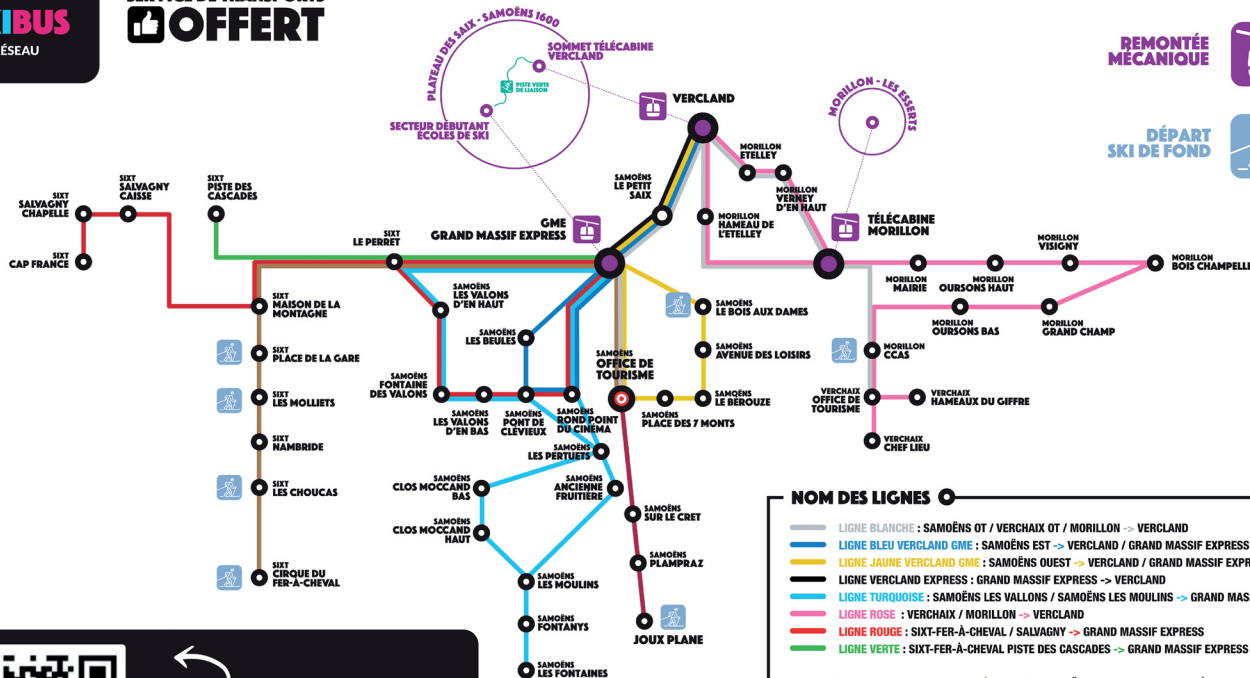 SERVICE DE TRANSPORTS
OFFERT
IBUS
ÉSEAU
PLATEAU DES SAIX - SAMOËNS 1600
SOMMET TÉLÉCABINE
VERCLAND
PISTE VERTE
DE LIAISON
SECTEUR DÉBUTANT
ÉCOLES DE SKI
VERCLAND
MORILLON - LES ESSERTS
REMONTÉE
MÉCANIQUE
DÉPART
SKI DE FOND
SIXT
SALVAGNY
CHAPELLE
SIXT
SALVAGNY
CAISSE
SIXT
PISTE DES
CASCADES
SIXT
CAP FRANCE
SIXT
LE PERRET
GME
GRAND MASSIF EXPRESS
SAMOËNS
LE PETIT
SAIX
MORILLON
ETELLEY
MORILLON
VERNEY
D'EN HAUT
MORILLON
HAMEAU DE
L'ETELLEY
TÉLÉCABINE
MORILLON
MORILLON
MAIRIE
MORILLON
OURSONS HAUT
MORILLON
VISIGNY
MORILLON
BOIS CHAMPELLE
MORILLON
OURSONS BAS
MORILLON
GRAND CHAMP
MORILLON
CCAS
VERCHAIX
OFFICE DE
TOURISME
VERCHAIX
HAMEAUX DU GIFFRE
VERCHAIX
CHEF LIEU
SIXT
MAISON DE LA
MONTAGNE
SIXT
PLACE DE LA GARE
SIXT
LES MOLLIETS
SIXT
NAMBRIDE
SIXT
LES CHOUCAS
SIXT
CIRQUE DU
FER-À-CHEVAL
SAMOËNS
LES VALONS
D'EN HAUT
SAMOËNS
LES BEULES
SAMOËNS
FONTAINE
DES VALONS
SAMOËNS
LES VALONS
D'EN BAS
SAMOËNS
PONT DE
CLÉVIEUX
SAMOËNS
ROND POINT
DU CINÉMA
SAMOËNS
OFFICE DE
TOURISME
SAMOËNS
LE BOIS AUX DAMES
SAMOËNS
AVENUE DES LOISIRS
SAMOËNS
LE BÉROUZE
SAMOËNS
PLACE DES 7 MONTS
SAMOËNS
LES PERTUETS
SAMOËNS
CLOS MOCCAND
BAS
SAMOËNS
CLOS MOCCAND
HAUT
SAMOËNS
ANCIENNE
FRUITIÈRE
SAMOËNS
SUR LE CRET
SAMOËNS
PLAMPRAZ
JOUX PLANE
SAMOËNS
LES MOULINS
SAMOËNS
FONTANYS
SAMOËNS
LES FONTAINES
NOM DES LIGNES
LIGNE BLANCHE : SAMOËNS OT / VERCHAIX OT / MORILLON -> VERCLAND
LIGNE BLEU VERCLAND GME : SAMOËNS EST -> VERCLAND / GRAND MASSIF EXPRESS
LIGNE JAUNE VERCLAND GME : SAMOËNS OUEST -> VERCLAND / GRAND MASSIF EXPR
LIGNE VERCLAND EXPRESS : GRAND MASSIF EXPRESS -> VERCLAND
LIGNE TURQUOISE : SAMOËNS LES VALLONS / SAMOËNS LES MOULINS -> GRAND MAS
LIGNE ROSE : VERCHAIX / MORILLON -> VERCLAND
LIGNE ROUGE : SIXT-FER-À-CHEVAL / SALVAGNY -> GRAND MASSIF EXPRESS
LIGNE VERTE : SIXT-FER-À-CHEVAL PISTE DES CASCADES -> GRAND MASSIF EXPRESS